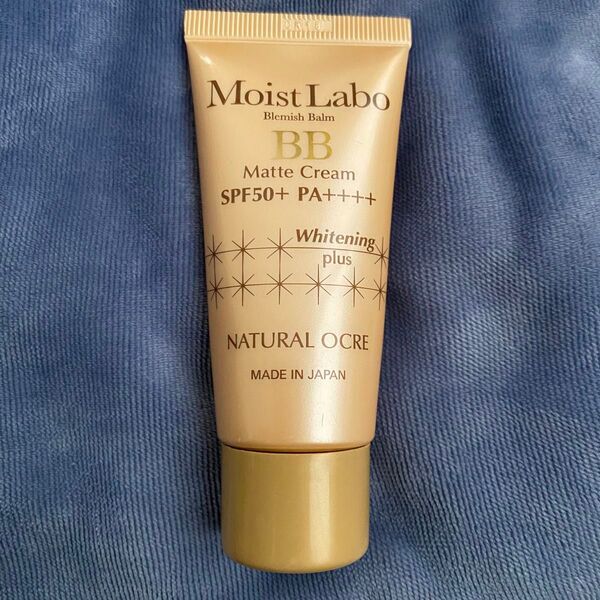 Moist Labo
Blemish Balm
BB
Matte Cream
SPF50+ PA++++
Whitening
plus
NATURAL OCRE
MADE IN JAPAN